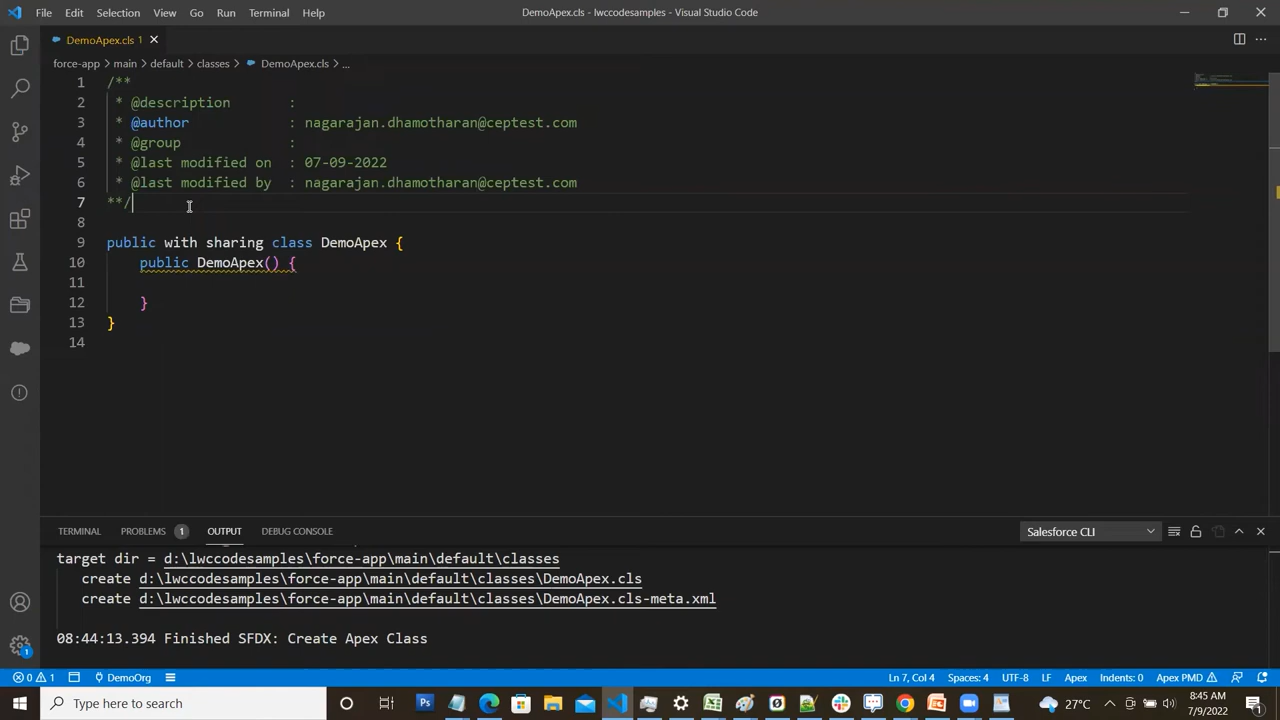 File Edit Selection View Go Run Terminal Help
DemoApex.cls - lwccodesamples - Visual Studio Code
DemoApex.cls 1
force-app > main > default > classes > DemoApex.cls > ...
1 /**
2 * @description :
3 * @author : nagarajan.dhamotharan@ceptest.com
4 * @group :
5 * @last modified on : 07-09-2022
6 * @last modified by : nagarajan.dhamotharan@ceptest.com
7 **/
8
9 public with sharing class DemoApex {
10 public DemoApex() {
11
12 }
13 }
14
TERMINAL PROBLEMS 1 OUTPUT DEBUG CONSOLE Salesforce CLI
target dir = d:\lwccodesamples\force-app\main\default\classes
create d:\lwccodesamples\force-app\main\default\classes\DemoApex.cls
create d:\lwccodesamples\force-app\main\default\classes\DemoApex.cls-meta.xml
08:44:13.394 Finished SFDX: Create Apex Class
1
0 1 DemoOrg Ln 7, Col 4 Spaces: 4 UTF-8 LF Apex Indents: 0 Apex PMD
Type here to search
Ps
27°C
8:45 AM
7/9/2022